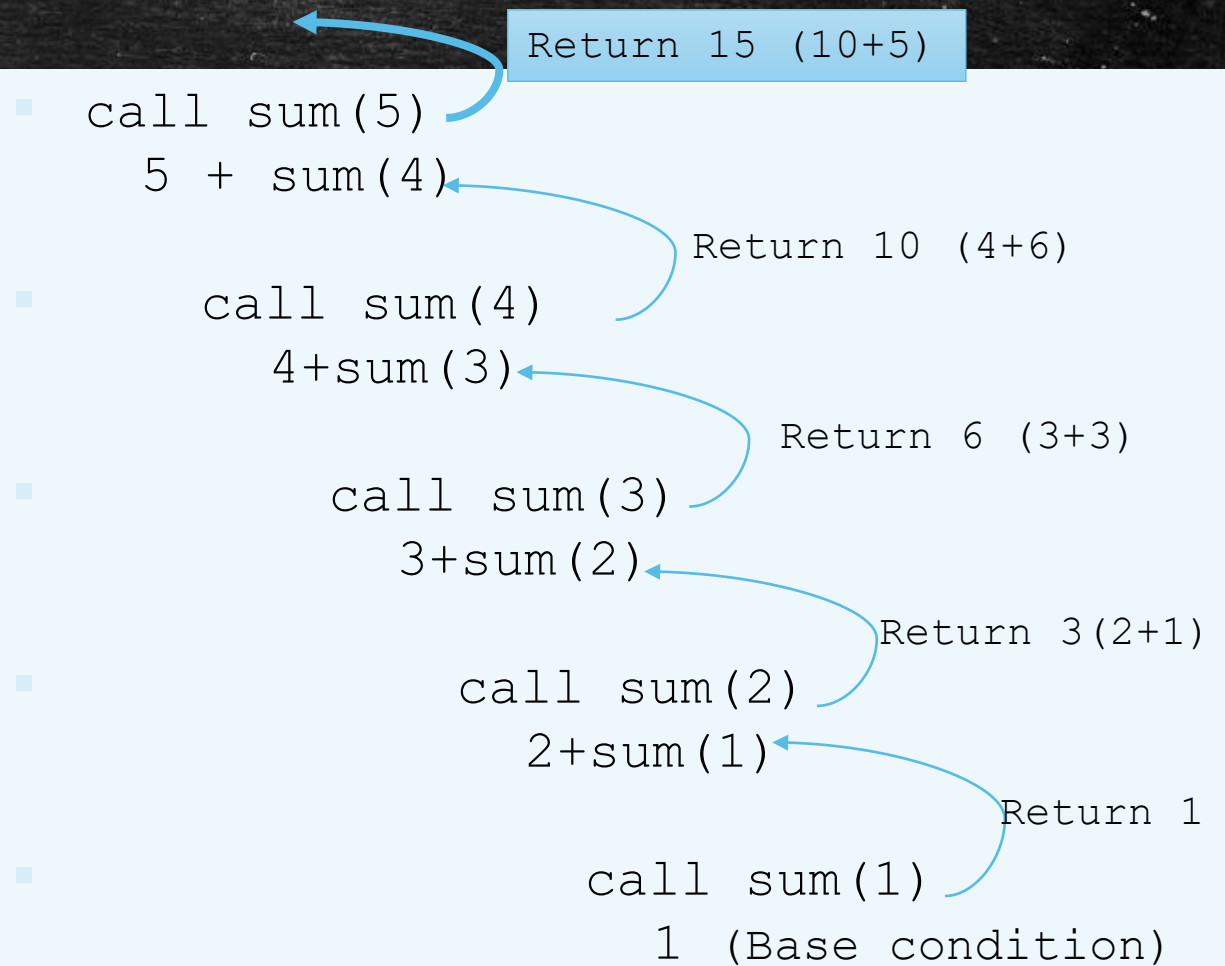 Return 15 (10+5)
call sum(5)
5 + sum(4)
Return 10 (4+6)
call sum(4)
4+sum(3)
Return 6 (3+3)
call sum(3)
3+sum(2)
Return 3(2+1)
call sum(2)
2+sum(1)
Return 1
call sum(1)
1 (Base condition)